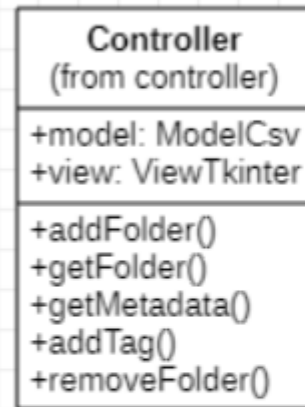 Controller
(from controller)
+model: ModelCsv
+view: ViewTkinter
+addFolder()
+getFolder()
+getMetadata()
+addTag()
+removeFolder()